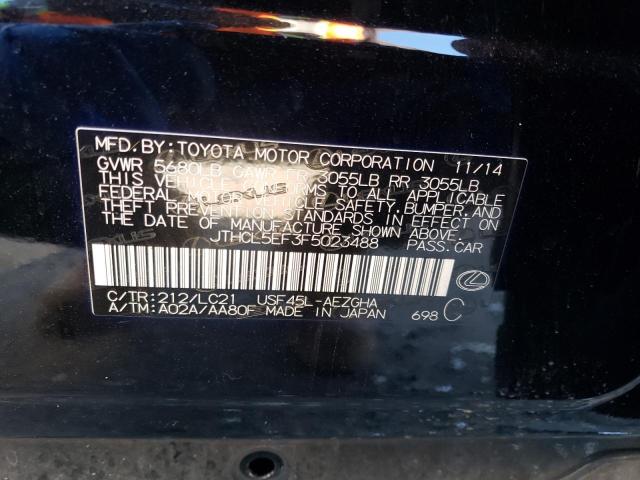 MFD. BY: TOYOTA MOTOR CORPORATION 11/14
GVWR 5680LB GAWR FR 3055LB RR 3055LB
THIS VEHICLE CONFORMS TO ALL APPLICABLE
FEDERAL MOTOR VEHICLE SAFETY, BUMPER, AND
THEFT PREVENTION STANDARDS IN EFFECT ON
THE DATE OF MANUFACTURE SHOWN ABOVE.
JTHCL5EF3F5023488 PASS. CAR
LEXUS
C/TR: 212/LC21 USF45L-AEZGHA
A/TM: A02A/AA80F MADE IN JAPAN 698 C